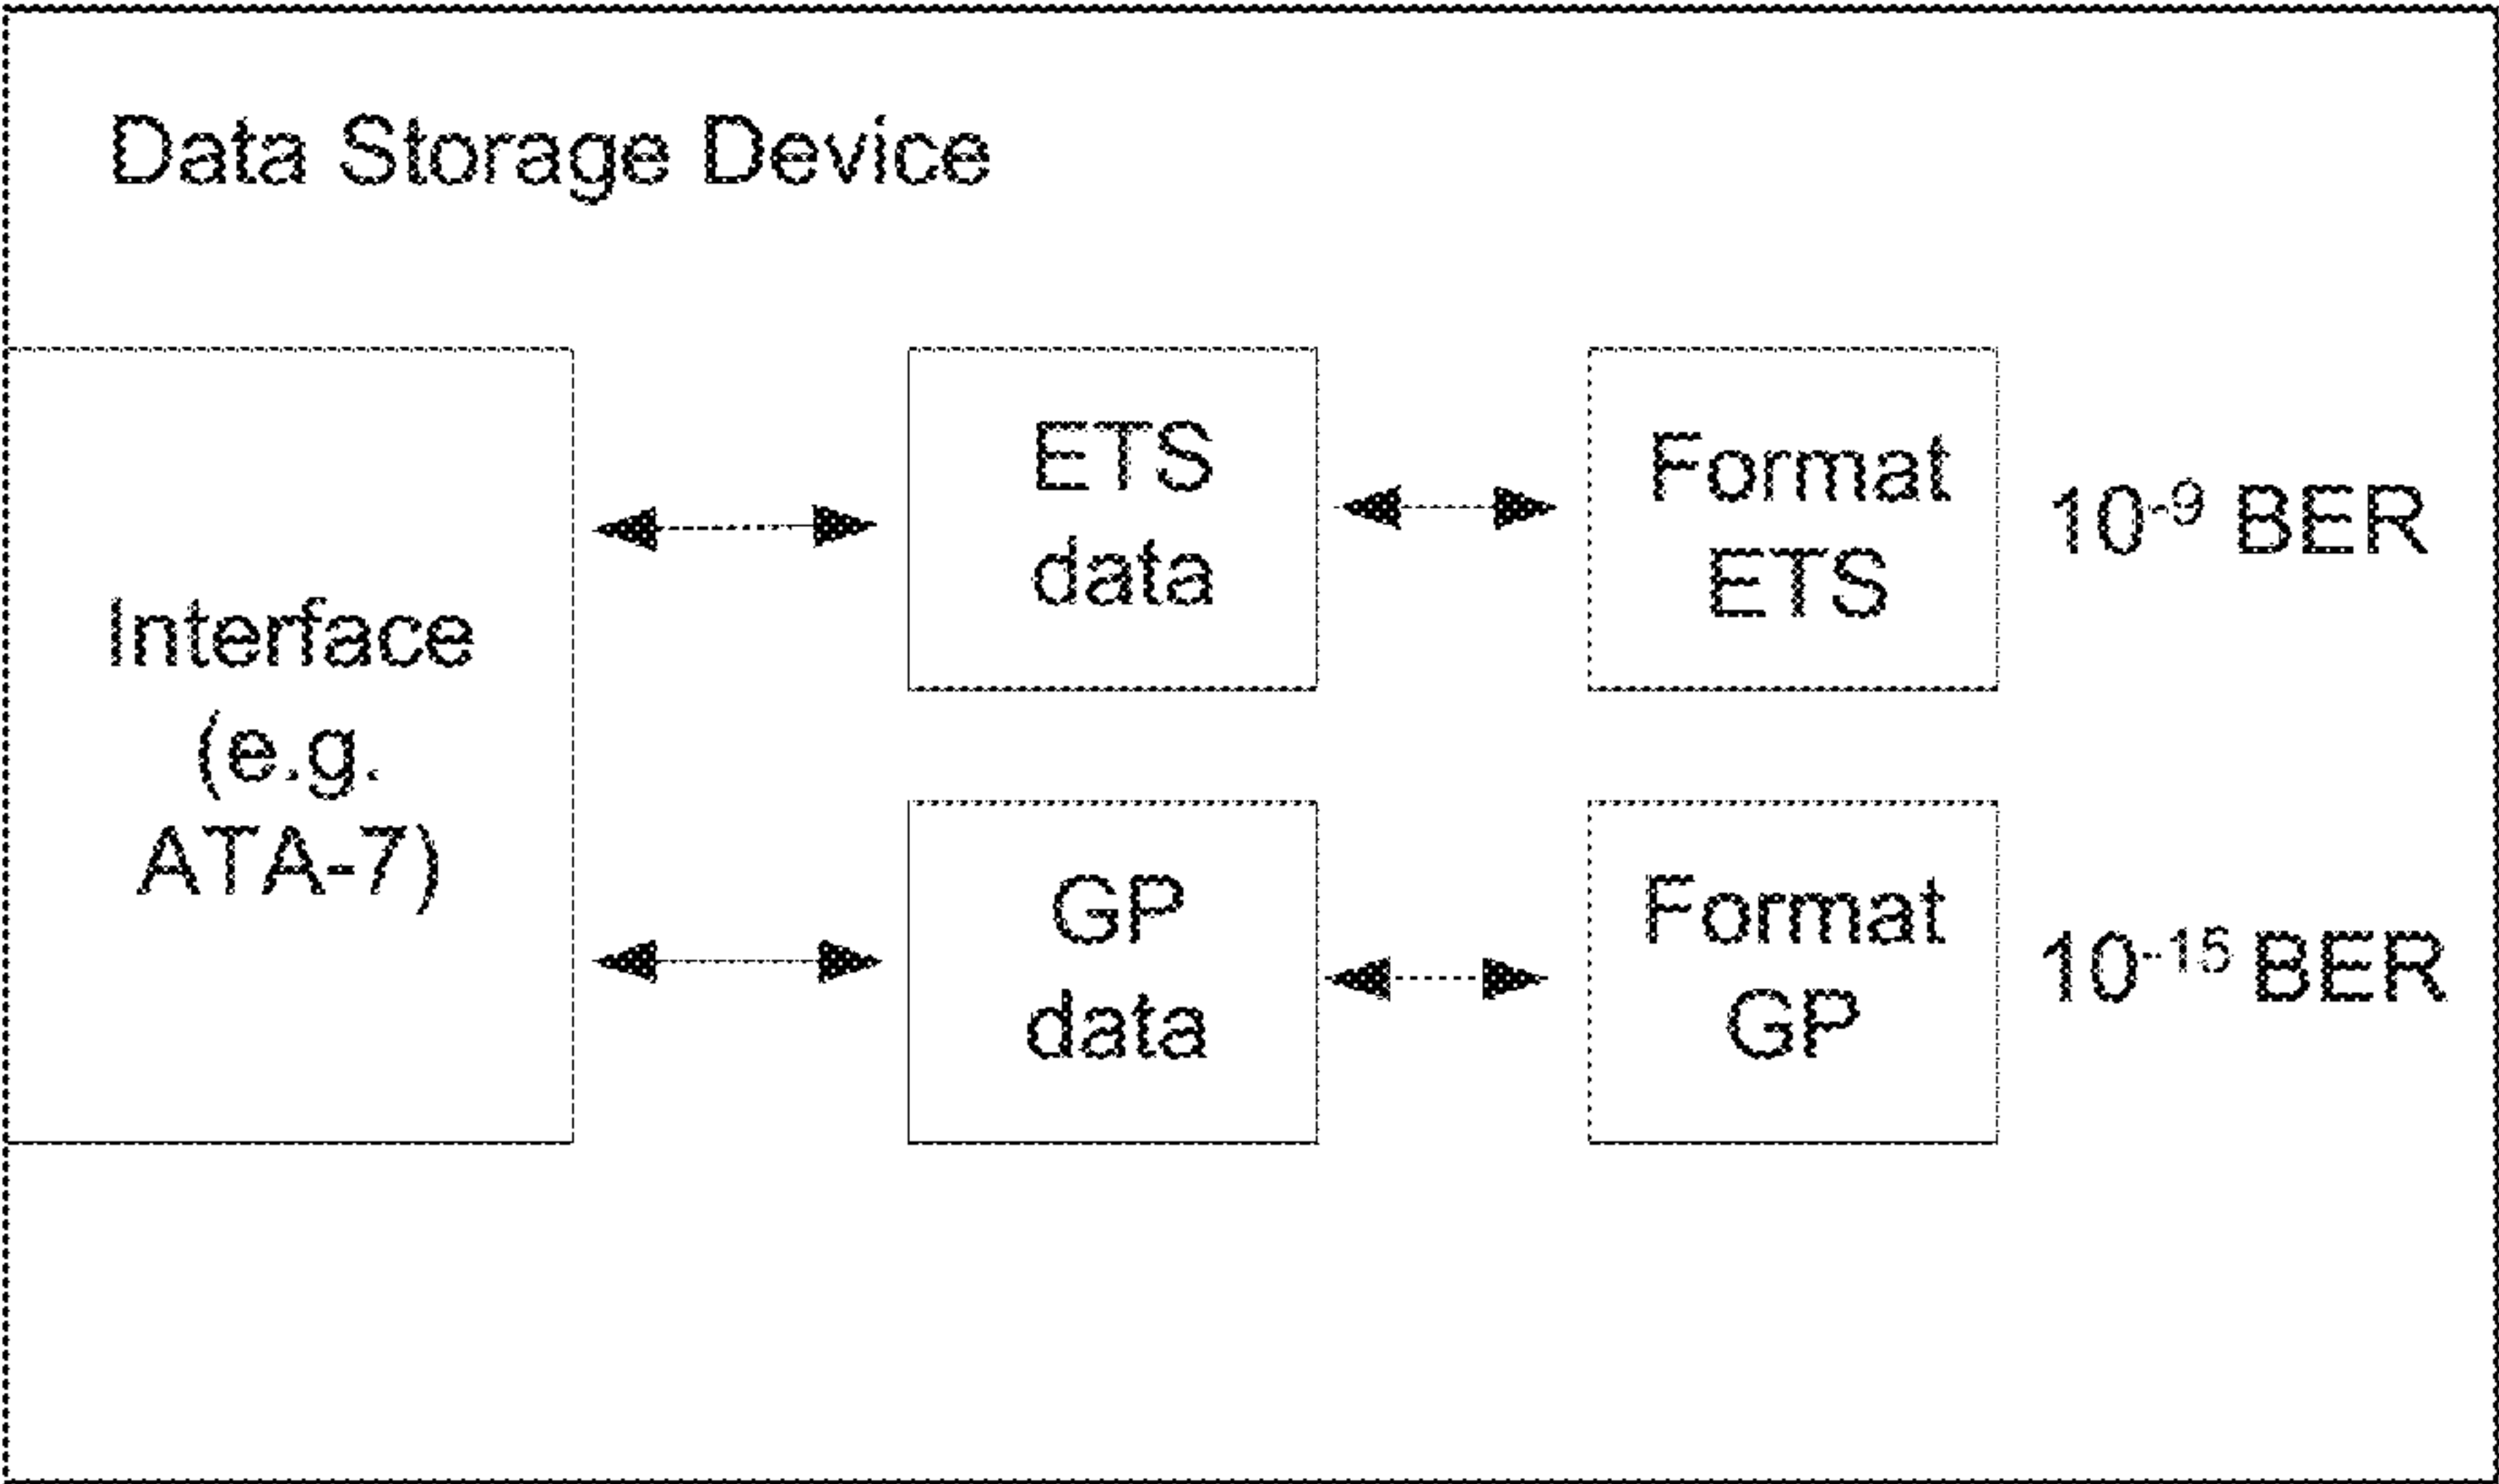 Data Storage Device
Interface
(e.g.
ATA-7)
ETS
data
Format
ETS
10⁻⁹ BER
GP
data
Format
GP
10⁻¹⁵ BER